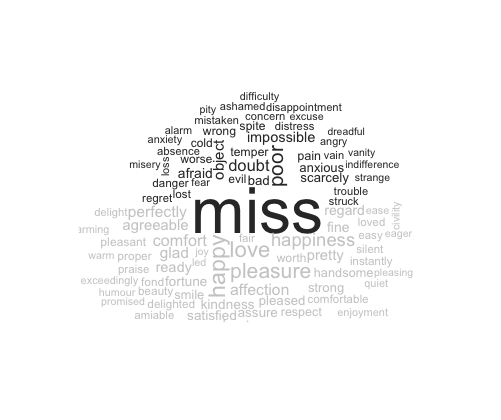 difficulty
pity ashamed disappointment
mistaken concern excuse
alarm wrong spite distress dreadful
anxiety cold object impossible angry
absence temper poor pain vain vanity
misery loss worse doubt anxious indifference
afraid evil bad scarcely strange
danger fear trouble
regret lost miss struck
delight perfectly regard ease civility
arming agreeable fine loved
pleasant comfort happy fair happiness easy eager
warm proper glad joy love worth pretty silent
praise ready led pleasure instantly
exceedingly fond fortune handsome pleasing
humour beauty smile affection strong quiet
promised delighted kindness pleased comfortable
amiable satisfied assure respect enjoyment